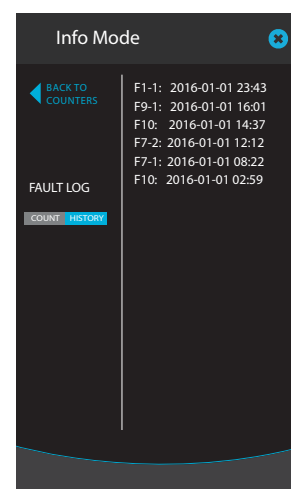 Info Mode
BACK TO
COUNTERS
FAULT LOG
COUNT HISTORY
F1-1: 2016-01-01 23:43
F9-1: 2016-01-01 16:01
F10: 2016-01-01 14:37
F7-2: 2016-01-01 12:12
F7-1: 2016-01-01 08:22
F10: 2016-01-01 02:59